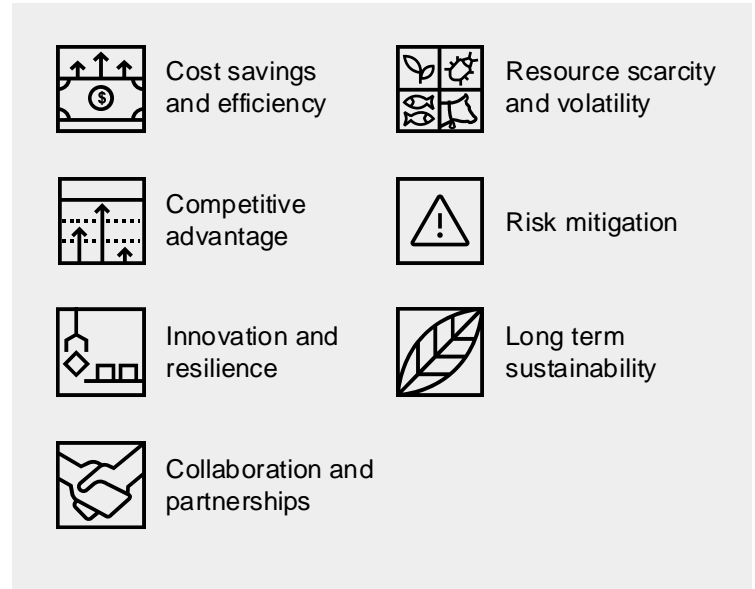 Cost savings
and efficiency
Resource scarcity
and volatility
Competitive
advantage
Risk mitigation
Innovation and
resilience
Long term
sustainability
Collaboration and
partnerships